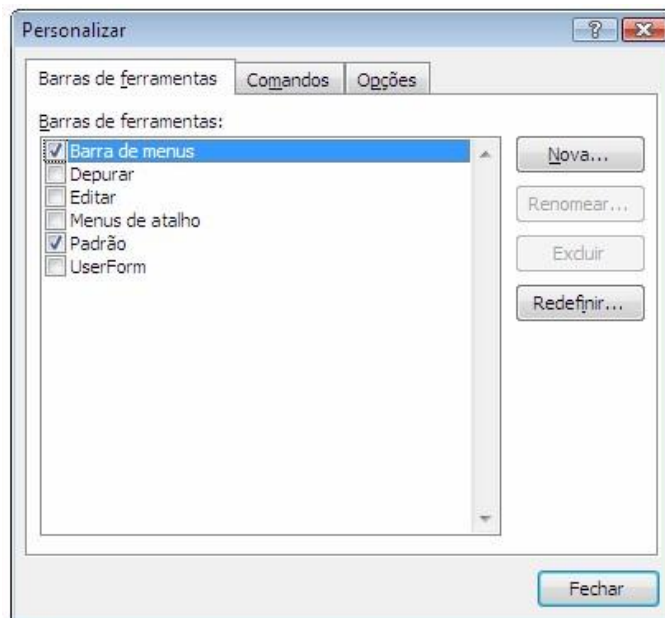 Personalizar
Barras de ferramentas Comandos Opções
Barras de ferramentas:
Barra de menus
Depurar
Editar
Menus de atalho
Padrão
UserForm
Nova...
Renomear...
Excluir
Redefinir...
Fechar